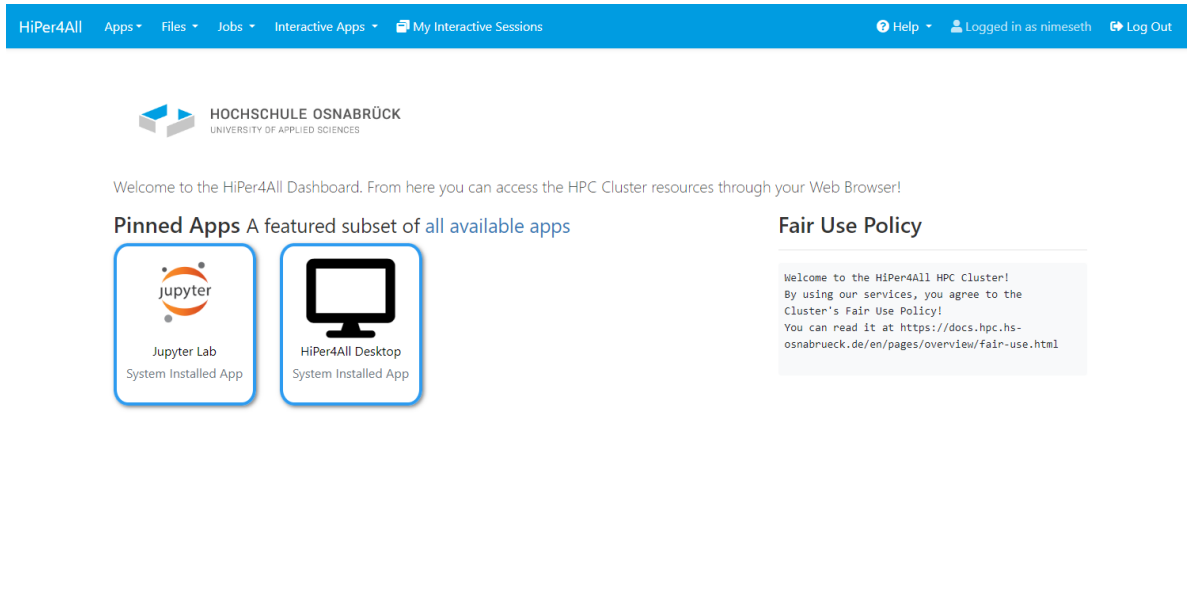 HiPer4All Apps Files Jobs Interactive Apps My Interactive Sessions Help Logged in as nimeseth Log Out
HOCHSCHULE OSNABRÜCK
UNIVERSITY OF APPLIED SCIENCES
Welcome to the HiPer4All Dashboard. From here you can access the HPC Cluster resources through your Web Browser!
Pinned Apps A featured subset of all available apps
jupyter
Jupyter Lab
System Installed App
HiPer4All Desktop
System Installed App
Fair Use Policy
Welcome to the HiPer4All HPC Cluster!
By using our services, you agree to the
Cluster's Fair Use Policy!
You can read it at https://docs.hpc.hs-
osnabrueck.de/en/pages/overview/fair-use.html